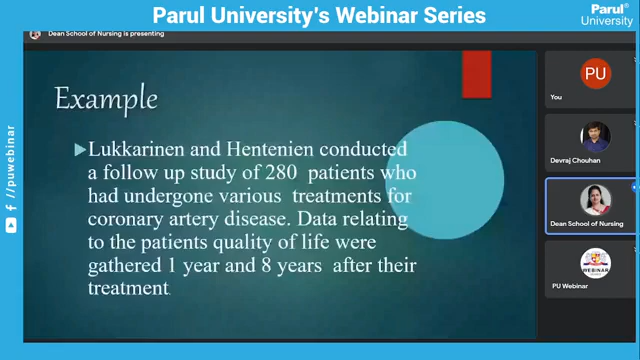 Parul University's Webinar Series
Parul®
University
Dean School of Nursing is presenting
Example
Lukkarinen and Hentenien conducted
a follow up study of 280 patients who
had undergone various treatments for
coronary artery disease. Data relating
to the patients quality of life were
gathered 1 year and 8 years after their
treatment.
PU
You
Devraj Chouhan
Dean School of Nursing
WEBINAR
PU Webinar
f //puwebinar